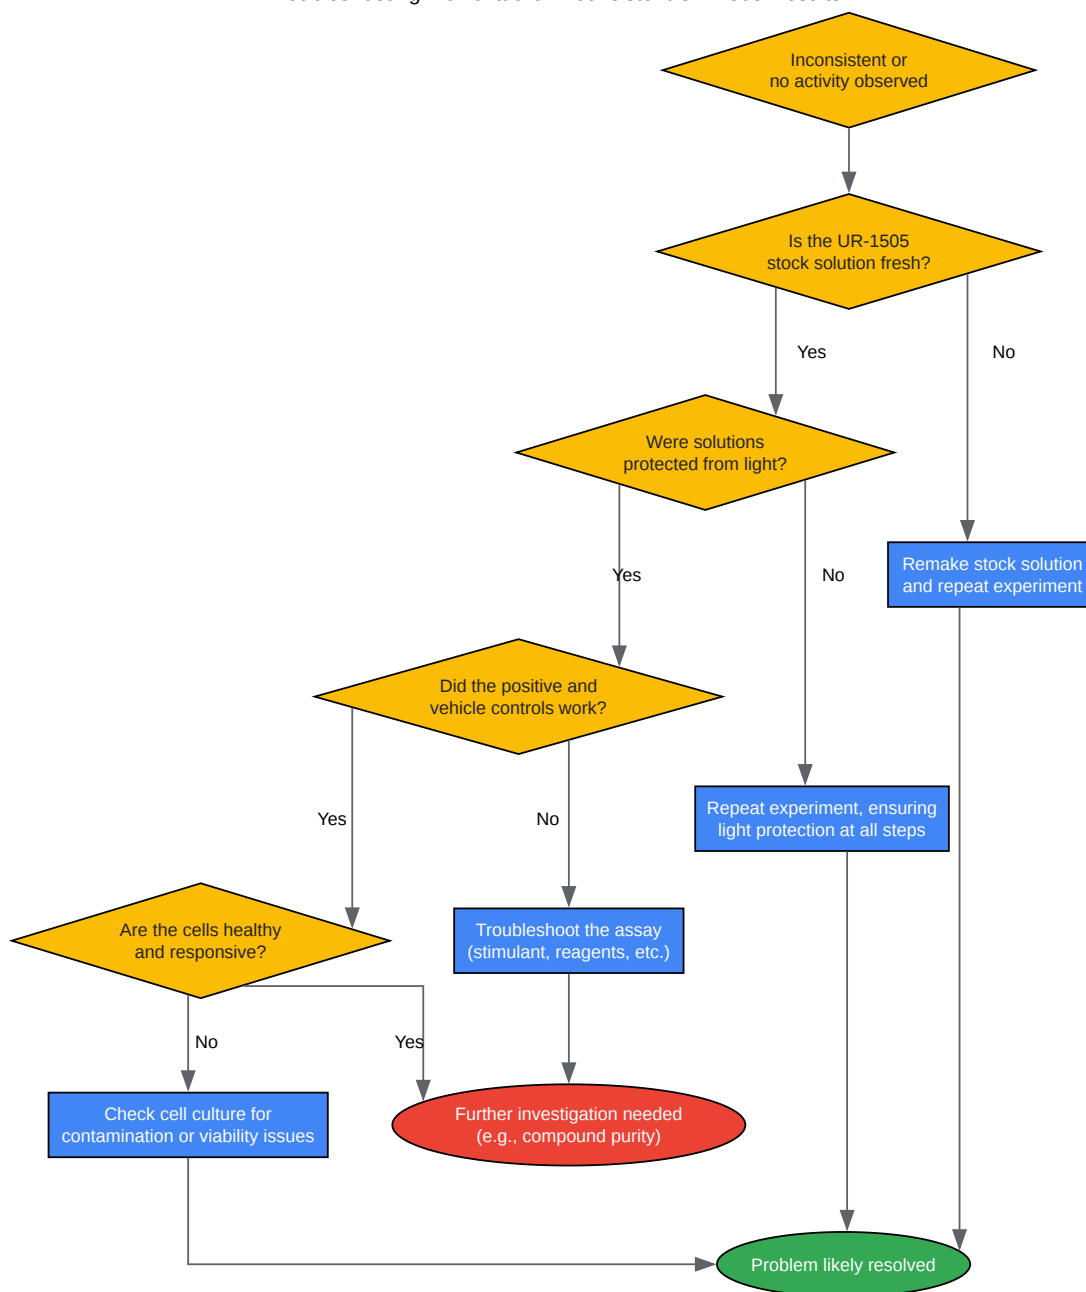 Inconsistent or
no activity observed
Is the UR-1505
stock solution fresh?
Yes
No
Were solutions
protected from light?
Yes
No
Remake stock solution
and repeat experiment
Did the positive and
vehicle controls work?
Yes
No
Repeat experiment, ensuring
light protection at all steps
Are the cells healthy
and responsive?
Troubleshoot the assay
(stimulant, reagents, etc.)
No
Yes
Check cell culture for
contamination or viability issues
Further investigation needed
(e.g., compound purity)
Problem likely resolved